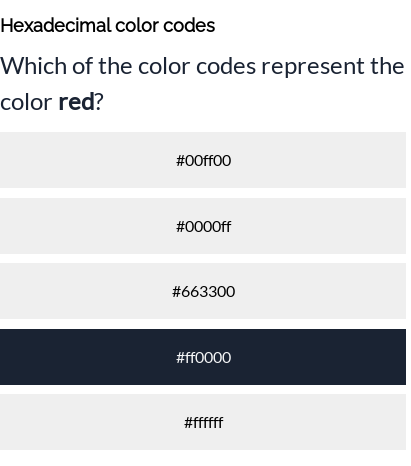 Hexadecimal color codes
Which of the color codes represent the
color red?
#00ff00
#0000ff
#663300
#ff0000
#ffffff